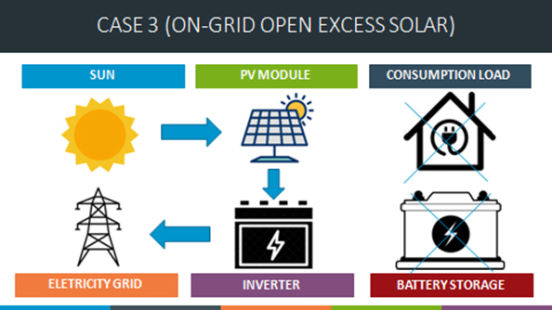 CASE 3 (ON-GRID OPEN EXCESS SOLAR)
SUN
PV MODULE
CONSUMPTION LOAD
ELETRICITY GRID
INVERTER
BATTERY STORAGE